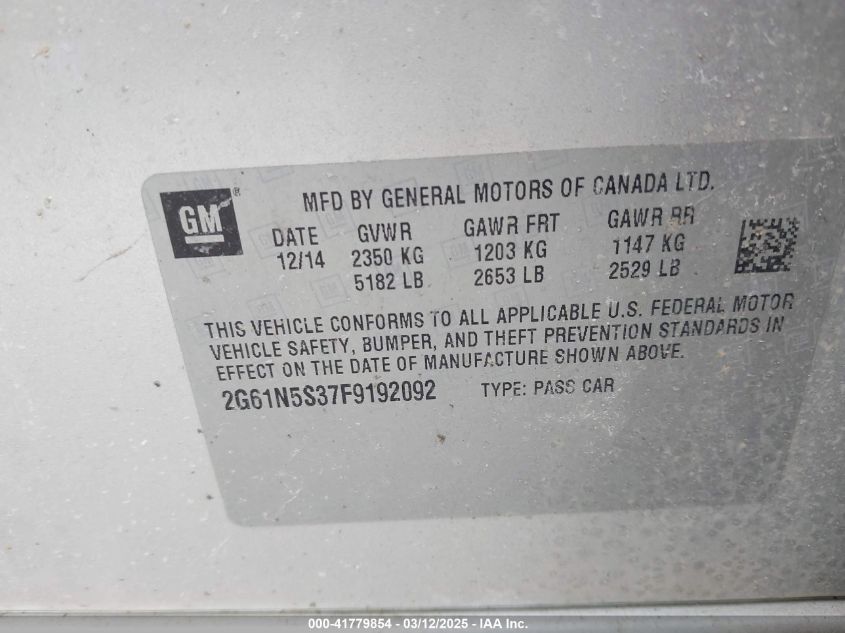 GM ®
MFD BY GENERAL MOTORS OF CANADA LTD.
DATE GVWR GAWR FRT GAWR RR
12/14 2350 KG 1203 KG 1147 KG
5182 LB 2653 LB 2529 LB
THIS VEHICLE CONFORMS TO ALL APPLICABLE U.S. FEDERAL MOTOR
VEHICLE SAFETY, BUMPER, AND THEFT PREVENTION STANDARDS IN
EFFECT ON THE DATE OF MANUFACTURE SHOWN ABOVE.
2G61N5S37F9192092 TYPE: PASS CAR
000-41779854 - 03/12/2025 - IAA Inc.